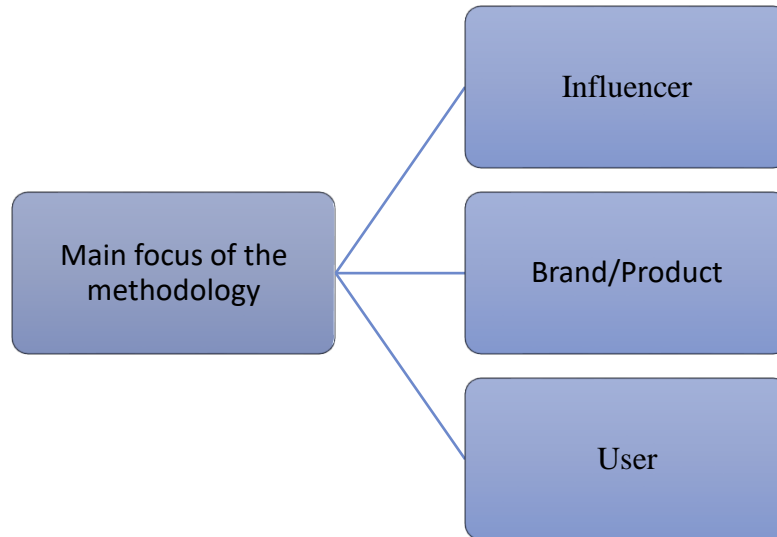 Main focus of the
methodology
Influencer
Brand/Product
User